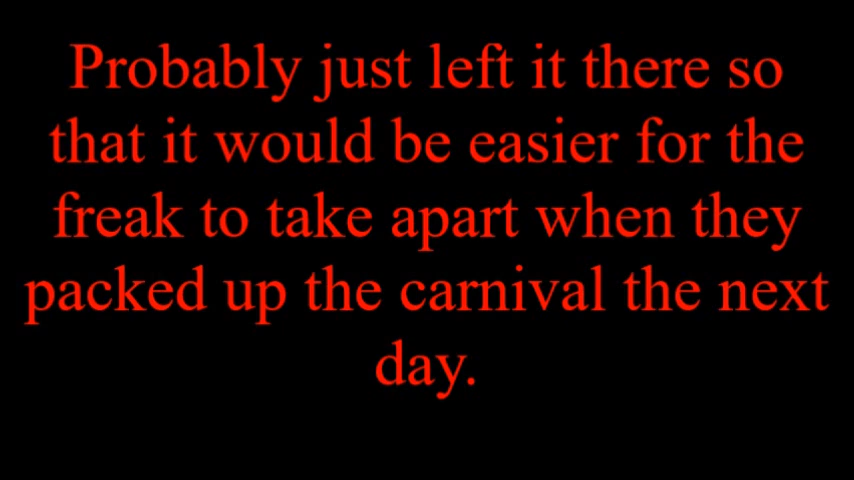 Probably just left it there so
that it would be easier for the
freak to take apart when they
packed up the carnival the next
day.